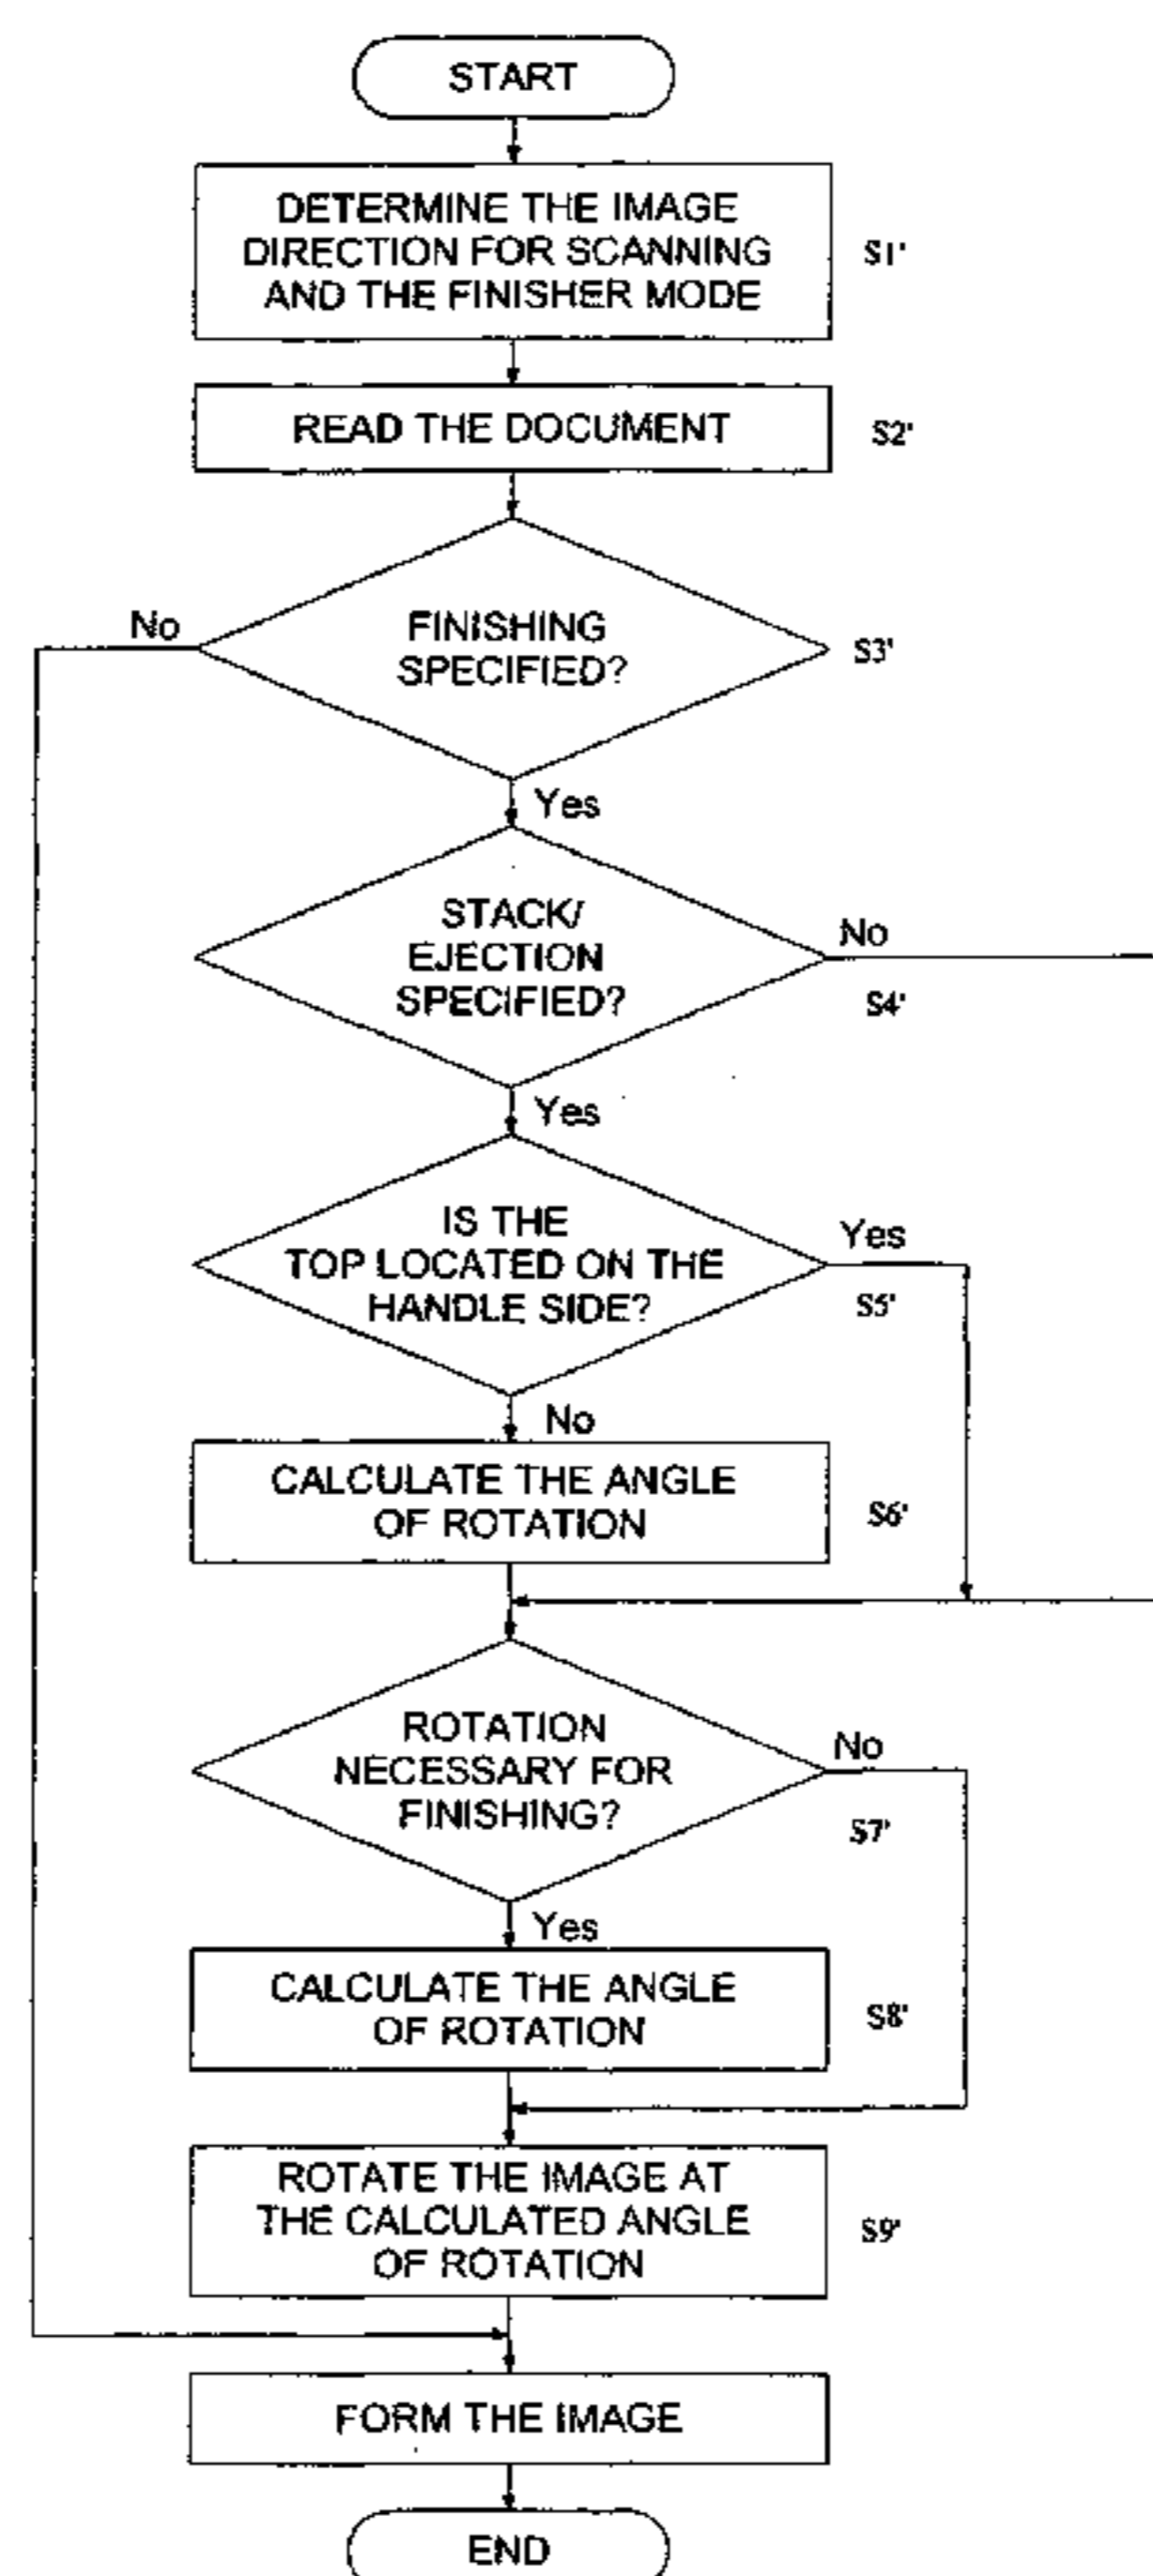 START
DETERMINE THE IMAGE
DIRECTION FOR SCANNING
AND THE FINISHER MODE
S1'
READ THE DOCUMENT
S2'
No
FINISHING
SPECIFIED?
S3'
Yes
STACK/
EJECTION
SPECIFIED?
No
S4'
Yes
IS THE
TOP LOCATED ON THE
HANDLE SIDE?
Yes
S5'
No
CALCULATE THE ANGLE
OF ROTATION
S6'
ROTATION
NECESSARY FOR
FINISHING?
No
S7'
Yes
CALCULATE THE ANGLE
OF ROTATION
S8'
ROTATE THE IMAGE AT
THE CALCULATED ANGLE
OF ROTATION
S9'
FORM THE IMAGE
END